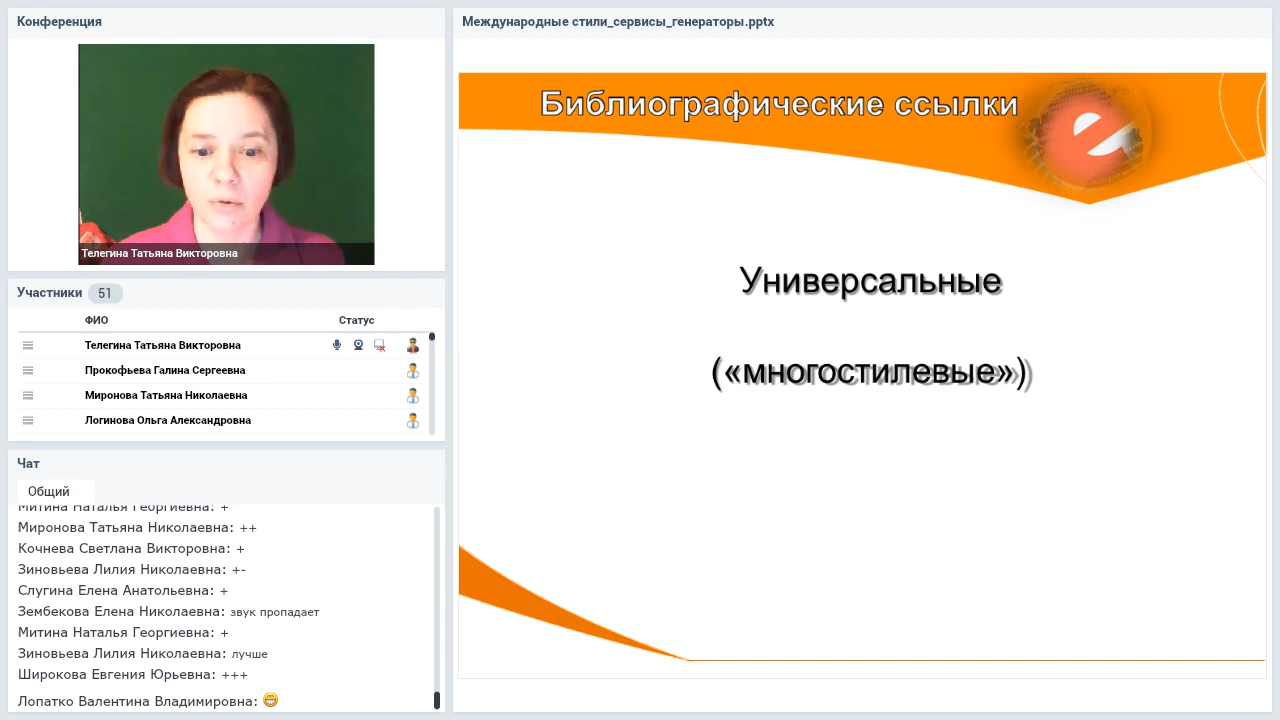 Конференция
Телегина Татьяна Викторовна
Участники 51
ФИО Статус
Телегина Татьяна Викторовна
Прокофьева Галина Сергеевна
Миронова Татьяна Николаевна
Логинова Ольга Александровна
Чат
Общий
Митина Наталья Георгиевна: +
Миронова Татьяна Николаевна: ++
Кочнева Светлана Викторовна: +
Зиновьева Лилия Николаевна: +-
Слугина Елена Анатольевна: +
Зембекова Елена Николаевна: звук пропадает
Митина Наталья Георгиевна: +
Зиновьева Лилия Николаевна: лучше
Широкова Евгения Юрьевна: +++
Лопатко Валентина Владимировна:
Международные стили_сервисы_генераторы.pptx
Библиографические ссылки
Универсальные
(«многостилевые»)